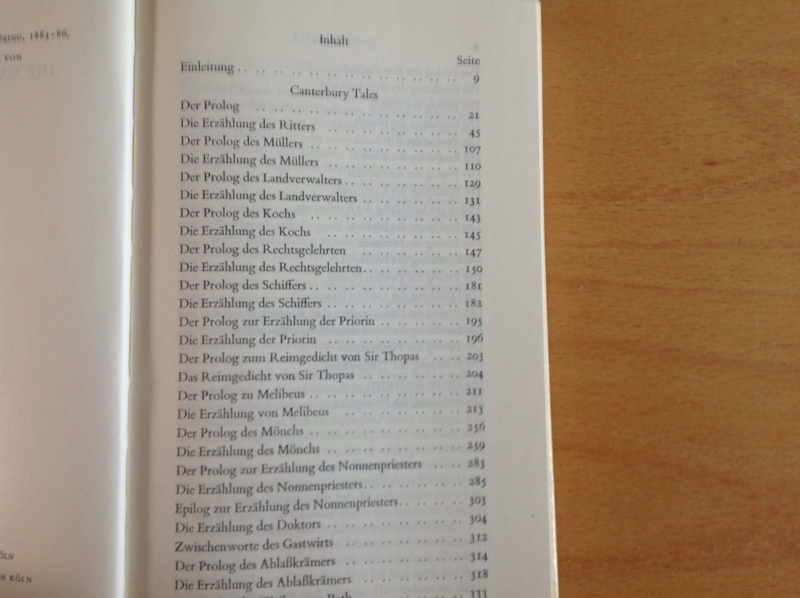 1883-86,
VON
Inhalt
Seite
Einleitung .. .. .. .. .. .. .. .. .. .. 9
Canterbury Tales
Der Prolog .. .. .. .. .. .. .. .. .. .. 21
Die Erzählung des Ritters .. .. .. .. .. .. .. 45
Der Prolog des Müllers .. .. .. .. .. .. .. 107
Die Erzählung des Müllers .. .. .. .. .. .. .. 110
Der Prolog des Landverwalters .. .. .. .. .. .. 129
Die Erzählung des Landverwalters .. .. .. .. .. 131
Der Prolog des Kochs .. .. .. .. .. .. .. 143
Die Erzählung des Kochs .. .. .. .. .. .. 145
Der Prolog des Rechtsgelehrten .. .. .. .. .. 147
Die Erzählung des Rechtsgelehrten .. .. .. .. .. 150
Der Prolog des Schiffers .. .. .. .. .. .. .. 181
Die Erzählung des Schiffers .. .. .. .. .. .. .. 182
Der Prolog zur Erzählung der Priorin .. .. .. .. 195
Die Erzählung der Priorin .. .. .. .. .. .. 196
Der Prolog zum Reimgedicht von Sir Thopas .. .. 203
Das Reimgedicht von Sir Thopas .. .. .. .. .. 204
Der Prolog zu Melibeus .. .. .. .. .. .. .. 211
Die Erzählung von Melibeus .. .. .. .. .. .. 213
Der Prolog des Mönchs .. .. .. .. .. .. .. 256
Die Erzählung des Mönchs .. .. .. .. .. .. 259
Der Prolog zur Erzählung des Nonnenpriesters .. .. 283
Die Erzählung des Nonnenpriesters .. .. .. .. .. 285
Epilog zur Erzählung des Nonnenpriesters .. .. .. 303
Die Erzählung des Doktors .. .. .. .. .. .. .. 304
Zwischenworte des Gastwirts .. .. .. .. .. .. 312
Der Prolog des Ablaßkrämers .. .. .. .. .. .. 314
Die Erzählung des Ablaßkrämers .. .. .. .. .. 318
333
KÖLN